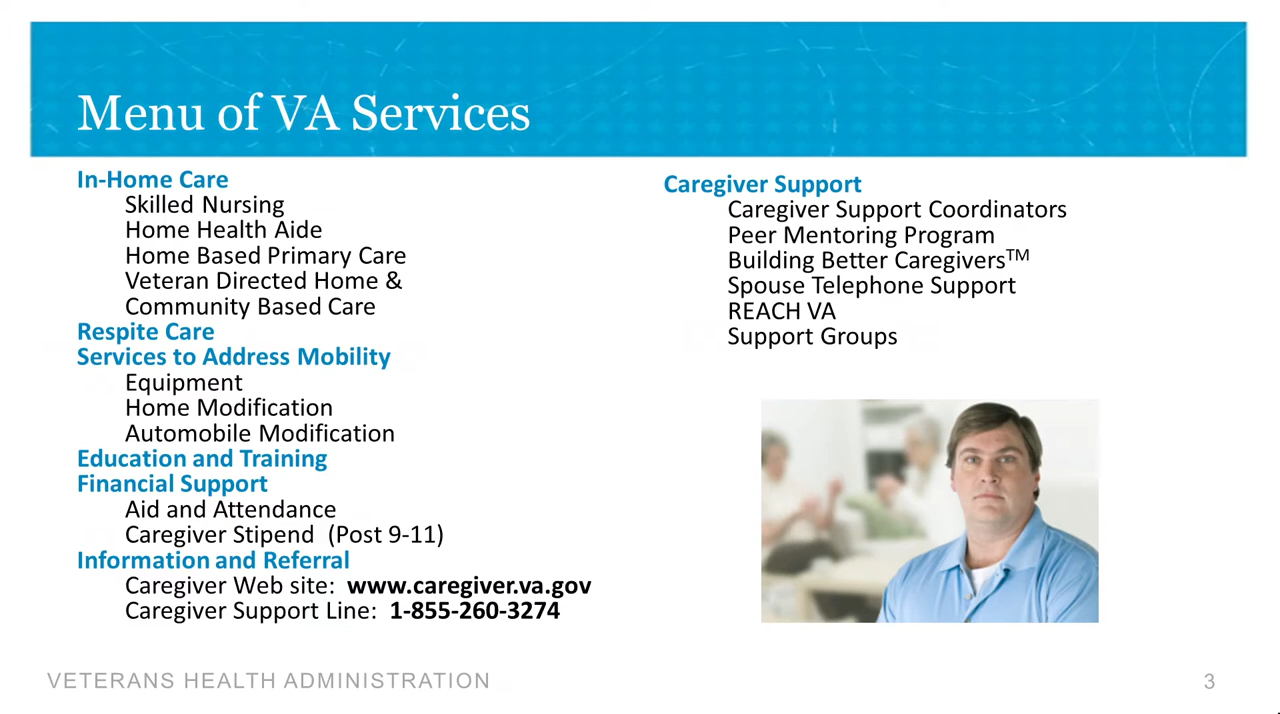 Menu of VA Services
In-Home Care
Skilled Nursing
Home Health Aide
Home Based Primary Care
Veteran Directed Home &
Community Based Care
Respite Care
Services to Address Mobility
Equipment
Home Modification
Automobile Modification
Education and Training
Financial Support
Aid and Attendance
Caregiver Stipend (Post 9-11)
Information and Referral
Caregiver Web site: www.caregiver.va.gov
Caregiver Support Line: 1-855-260-3274
Caregiver Support
Caregiver Support Coordinators
Peer Mentoring Program
Building Better Caregivers™
Spouse Telephone Support
REACH VA
Support Groups
VETERANS HEALTH ADMINISTRATION
3